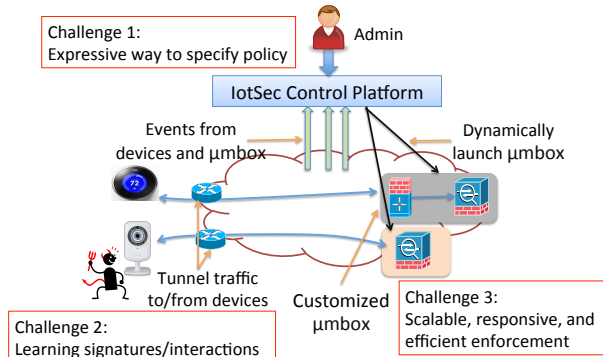 Challenge 1:
Expressive way to specify policy
Admin
IotSec Control Platform
Events from
devices and μmbox
Dynamically
launch μmbox
72
Tunnel traffic
to/from devices
Customized
μmbox
Challenge 2:
Learning signatures/interactions
Challenge 3:
Scalable, responsive, and
efficient enforcement